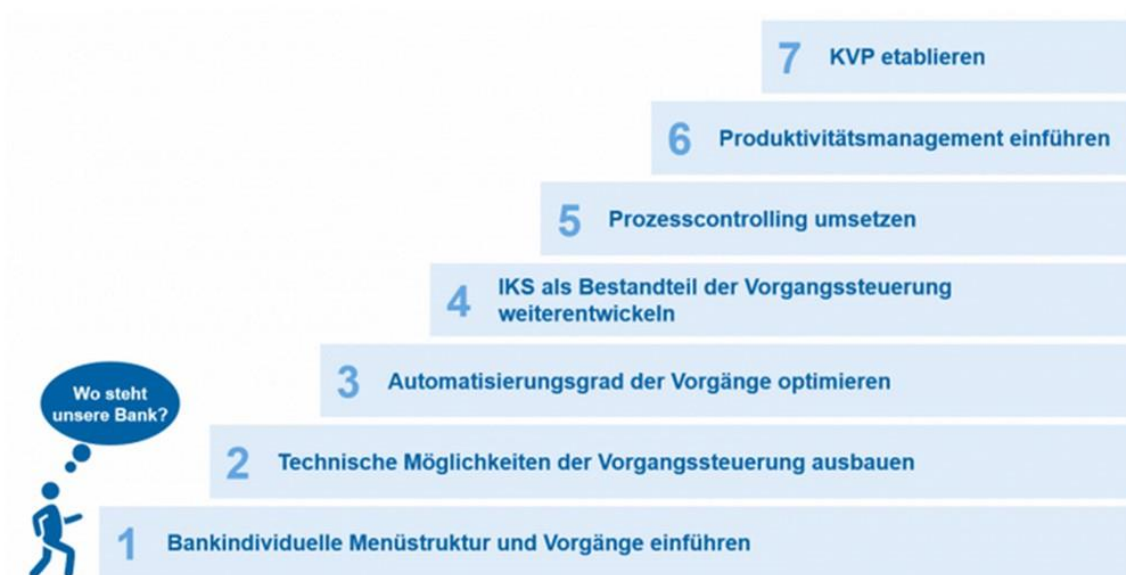 7 KVP etablieren
6 Produktivitätsmanagement einführen
5 Prozesscontrolling umsetzen
4 IKS als Bestandteil der Vorgangssteuerung
weiterentwickeln
3 Automatisierungsgrad der Vorgänge optimieren
Wo steht
unsere Bank?
2 Technische Möglichkeiten der Vorgangssteuerung ausbauen
1 Bankindividuelle Menüstruktur und Vorgänge einführen